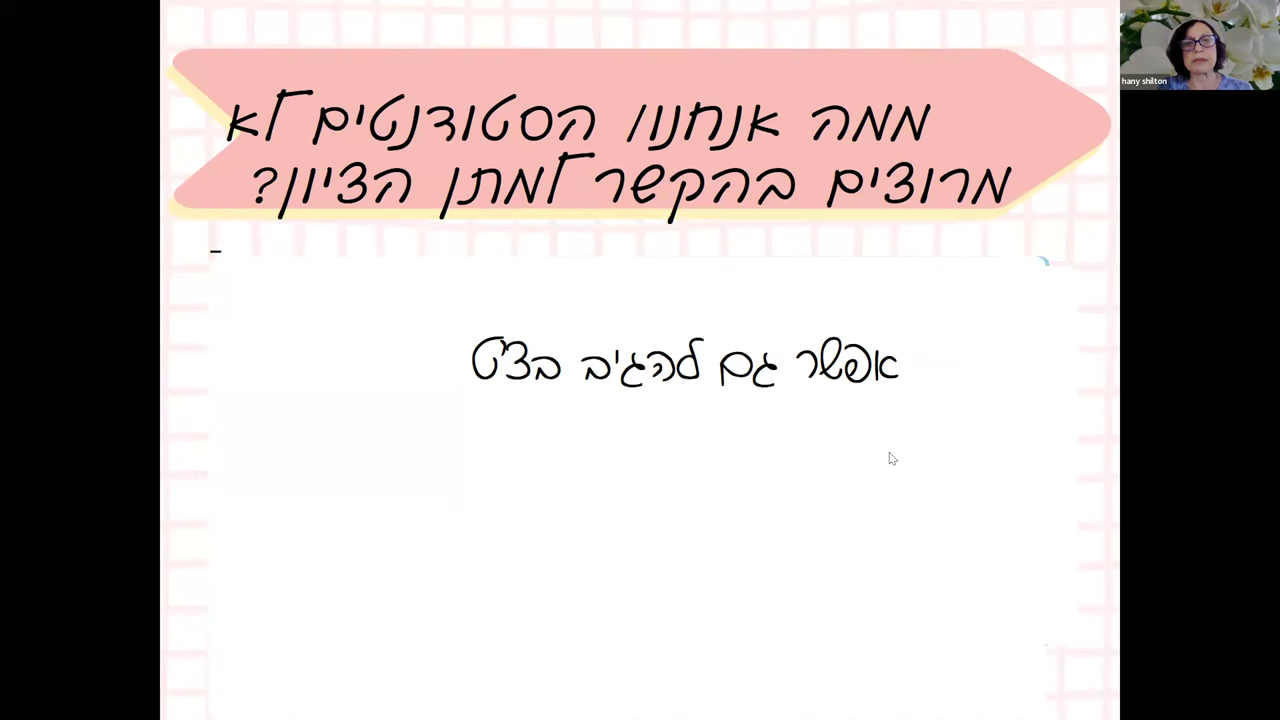 ממה אנחנו הסטודנטים לא
מרוצים בהקשר למתן הציון?
-
אפשר גם להגיב בצ'ט
hany shilton